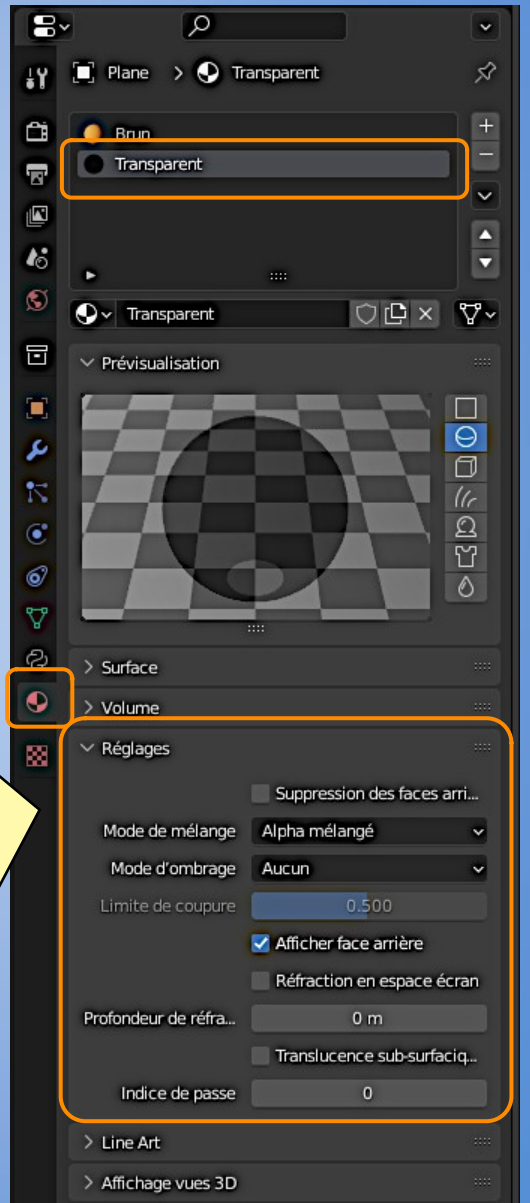 Plane > Transparent
Brun
Transparent
Transparent
Prévisualisation
Surface
Volume
Réglages
Suppression des faces arri...
Mode de mélange Alpha mélangé
Mode d'ombrage Aucun
Limite de coupure 0.500
Afficher face arrière
Réfraction en espace écran
Profondeur de réfra... 0 m
Translucence sub-surfaciq...
Indice de passe 0
Line Art
Affichage vues 3D